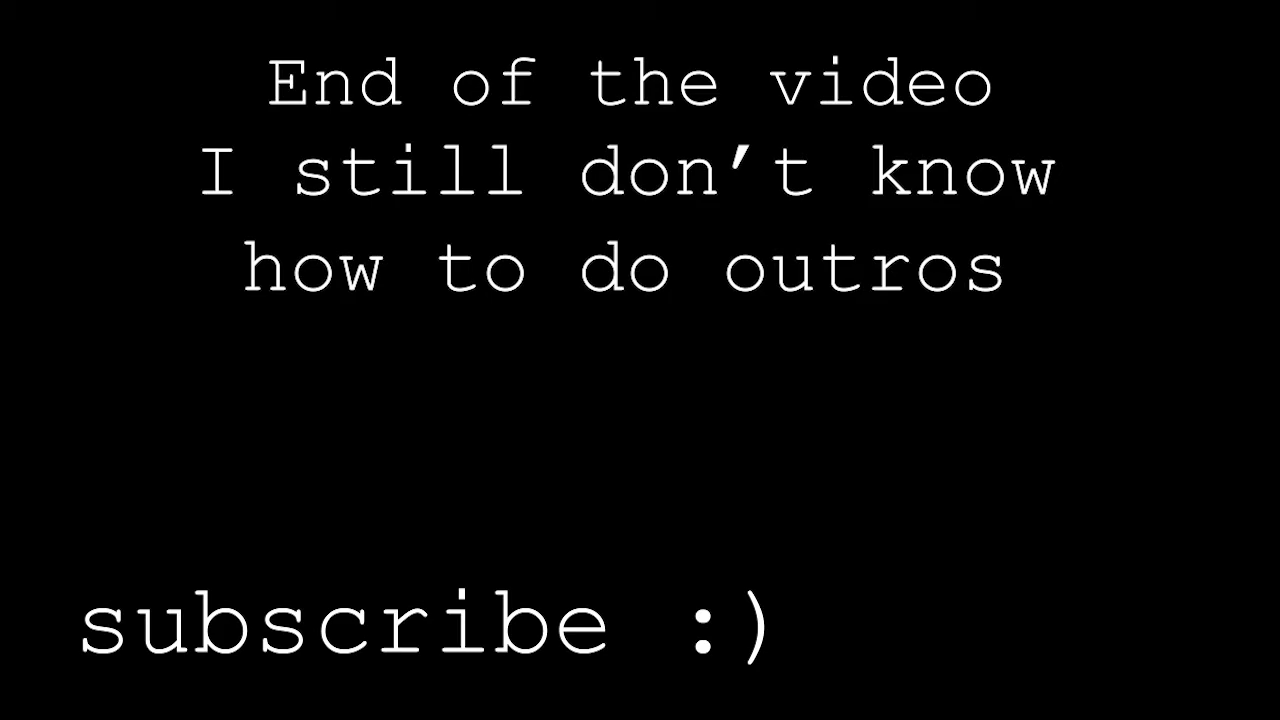 End of the video
I still don’t know
how to do outros
subscribe :)